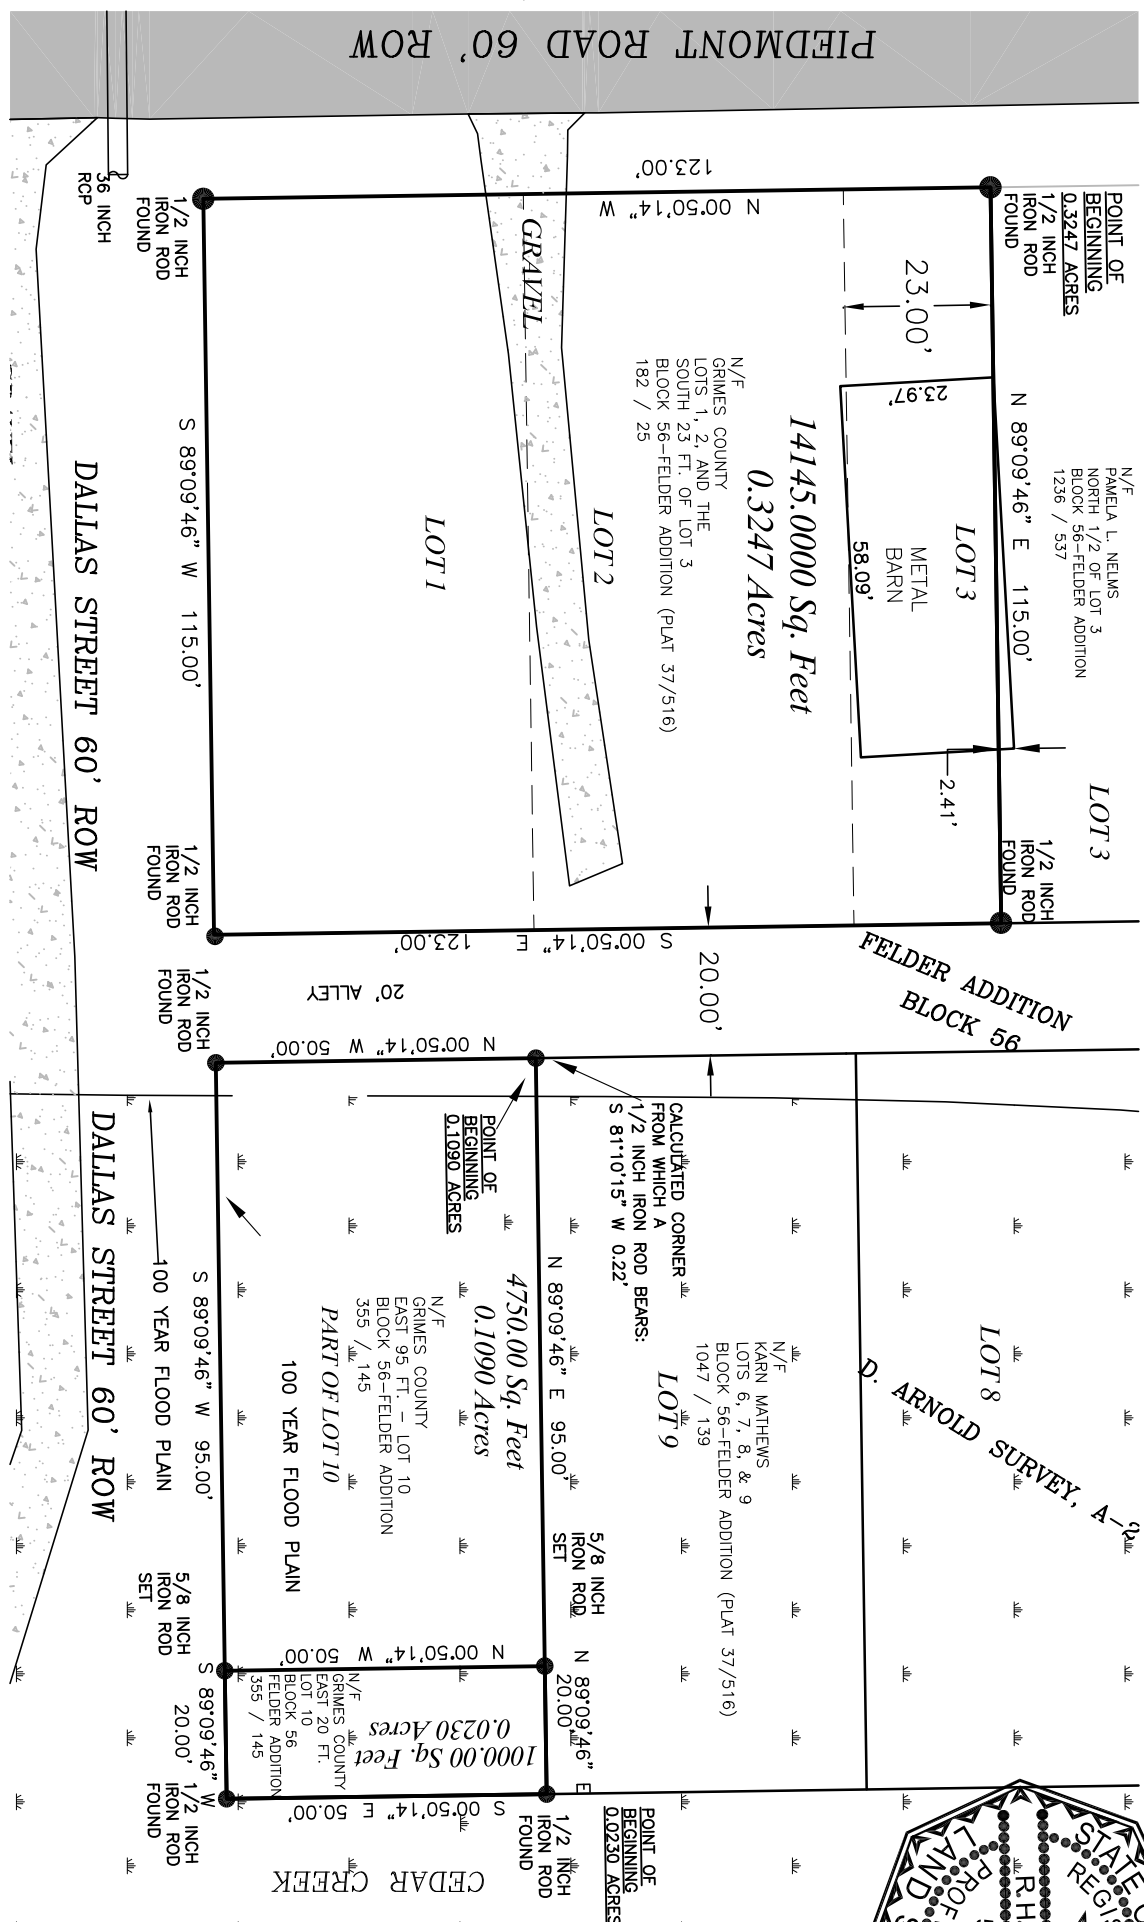 PIEDMONT ROAD 60' ROW
POINT OF
BEGINNING
0.3247 ACRES
1/2 INCH
IRON ROD
FOUND
123.00'
N 00°50'14" W
36 INCH
RCP
1/2 INCH
IRON ROD
FOUND
GRAVEL
23.00'
23.97'
N 89°09'46" E 115.00'
N/F
PAMELA L. NELMS
NORTH 1/2 OF LOT 3
BLOCK 56-FELDER ADDITION
1236 / 537
LOT 3
LOT 3
METAL
BARN
58.09'
2.41'
14145.0000 Sq. Feet
0.3247 Acres
N/F
GRIMES COUNTY
LOTS 1, 2, AND THE
SOUTH 23 FT. OF LOT 3
BLOCK 56-FELDER ADDITION (PLAT 37/516)
182 / 25
LOT 2
LOT 1
S 89°09'46" W 115.00'
DALLAS STREET 60' ROW
1/2 INCH
IRON ROD
FOUND
1/2 INCH
IRON ROD
FOUND
S 00°50'14" E 123.00'
20.00'
20' ALLEY
FELDER ADDITION
BLOCK 56
1/2 INCH
IRON ROD
FOUND
N 00°50'14" W 50.00'
CALCULATED CORNER
FROM WHICH A
1/2 INCH IRON ROD BEARS:
S 81°10'15" W 0.22'
POINT OF
BEGINNING
0.1090 ACRES
N 89°09'46" E 95.00'
4750.00 Sq. Feet
0.1090 Acres
N/F
GRIMES COUNTY
EAST 95 FT. - LOT 10
BLOCK 56-FELDER ADDITION
355 / 145
PART OF LOT 10
100 YEAR FLOOD PLAIN
S 89°09'46" W 95.00'
100 YEAR FLOOD PLAIN
DALLAS STREET 60' ROW
LOT 8
D. ARNOLD SURVEY, A-2
N/F
KARN MATHEWS
LOTS 6, 7, 8, & 9
BLOCK 56-FELDER ADDITION (PLAT 37/516)
1047 / 139
LOT 9
5/8 INCH
IRON ROD
SET
5/8 INCH
IRON ROD
SET
N 00°50'14" W 50.00'
N 89°09'46" E
20.00'
1000.00 Sq. Feet
0.0230 Acres
N/F
GRIMES COUNTY
EAST 20 FT.
LOT 10
BLOCK 56
FELDER ADDITION
355 / 145
S 89°09'46" W
20.00'
1/2 INCH
IRON ROD
FOUND
S 00°50'14" E 50.00'
1/2 INCH
IRON ROD
FOUND
POINT OF
BEGINNING
0.0230 ACRES
CEDAR CREEK
STATE
REGIS
R.H
PROF
LAND